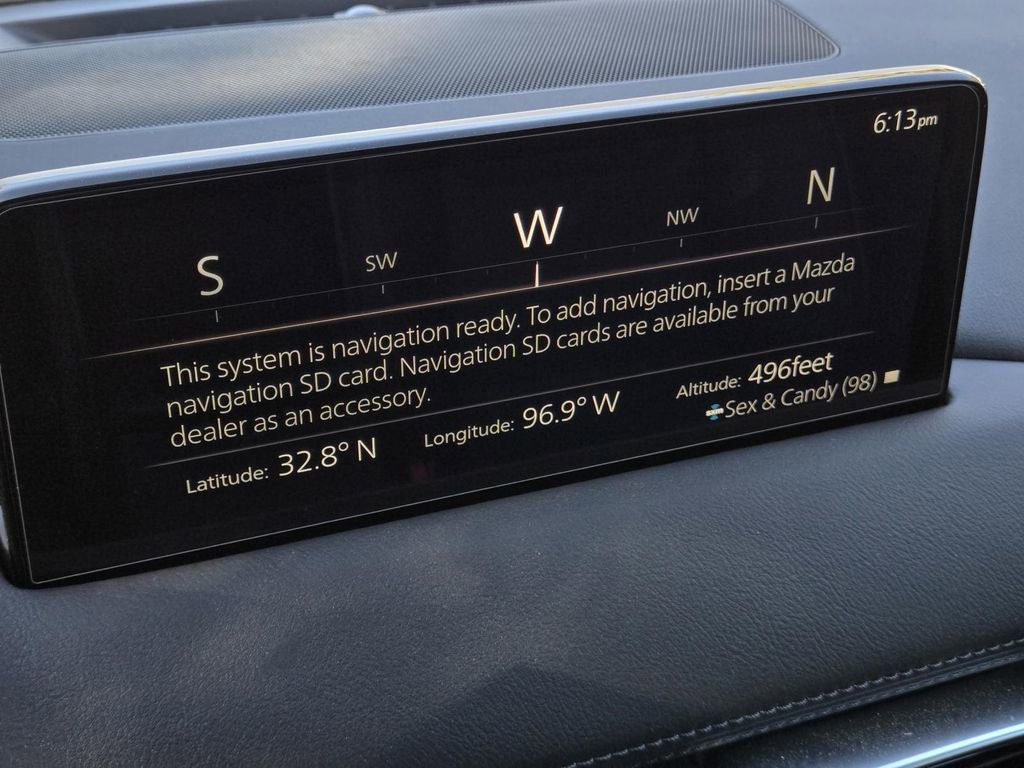 6:13pm
S SW W NW N
This system is navigation ready. To add navigation, insert a Mazda
navigation SD card. Navigation SD cards are available from your
dealer as an accessory.
Latitude: 32.8° N Longitude: 96.9° W Altitude: 496feet
sxm Sex & Candy (98)